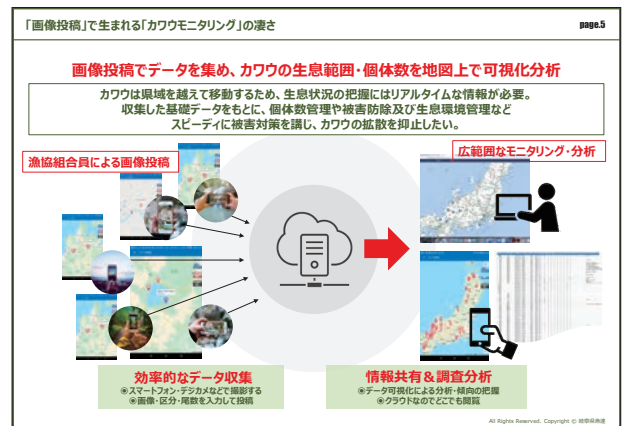 「画像投稿」で生まれる「カワウモニタリング」の凄さ
page.5
画像投稿でデータを集め、カワウの生息範囲・個体数を地図上で可視化分析
カワウは県域を越えて移動するため、生息状況の把握にはリアルタイムな情報が必要。
収集した基礎データをもとに、個体数管理や被害防除及び生息環境管理など
スピーディに被害対策を講じ、カワウの拡散を抑止したい。
漁協組合員による画像投稿
広範囲なモニタリング・分析
効率的なデータ収集
◉スマートフォン・デジカメなどで撮影する
◉画像・区分・尾数を入力して投稿
情報共有&調査分析
◉データ可視化による分析・傾向の把握
◉クラウドなのでどこでも閲覧
All Rights Reserved. Copyright © 岐阜県漁連